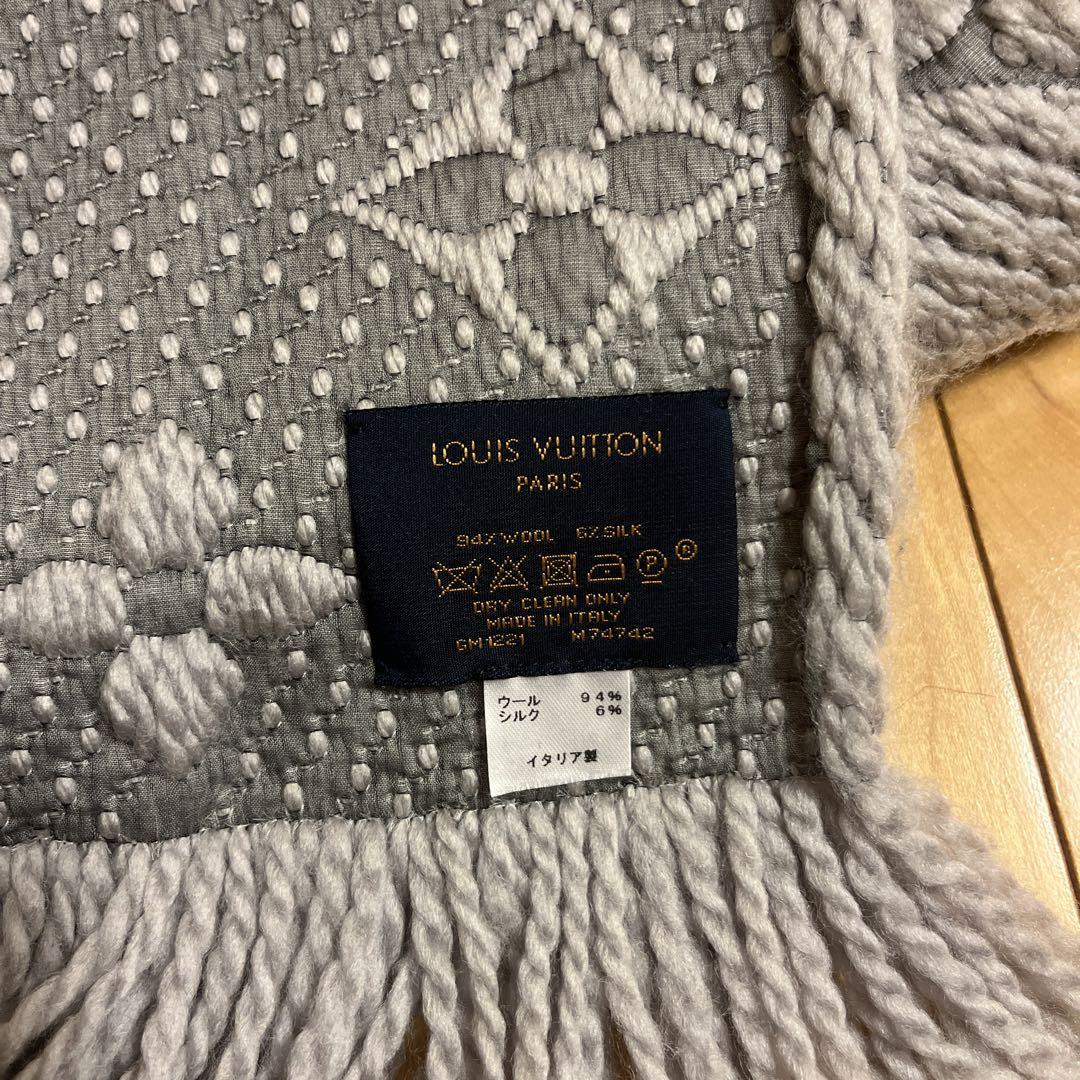 LOUIS VUITTON
PARIS
94% WOOL 6% SILK
P ®
DRY CLEAN ONLY
MADE IN ITALY
GM1221 M74742
ウール 94%
シルク 6%
イタリア製